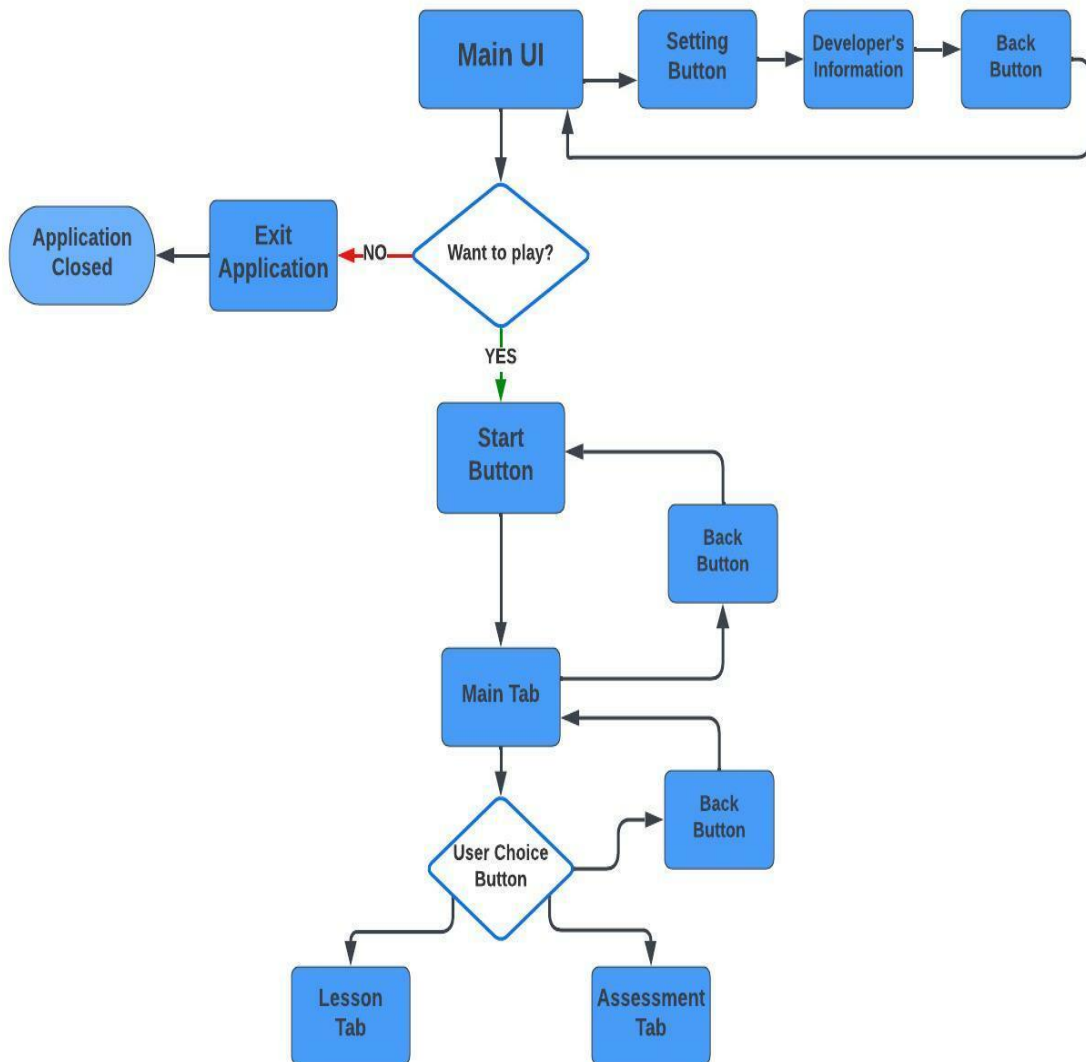 Main UI
Setting
Button
Developer's
Information
Back
Button
Application
Closed
Exit
Application
NO
Want to play?
YES
Start
Button
Back
Button
Main Tab
Back
Button
User Choice
Button
Lesson
Tab
Assessment
Tab